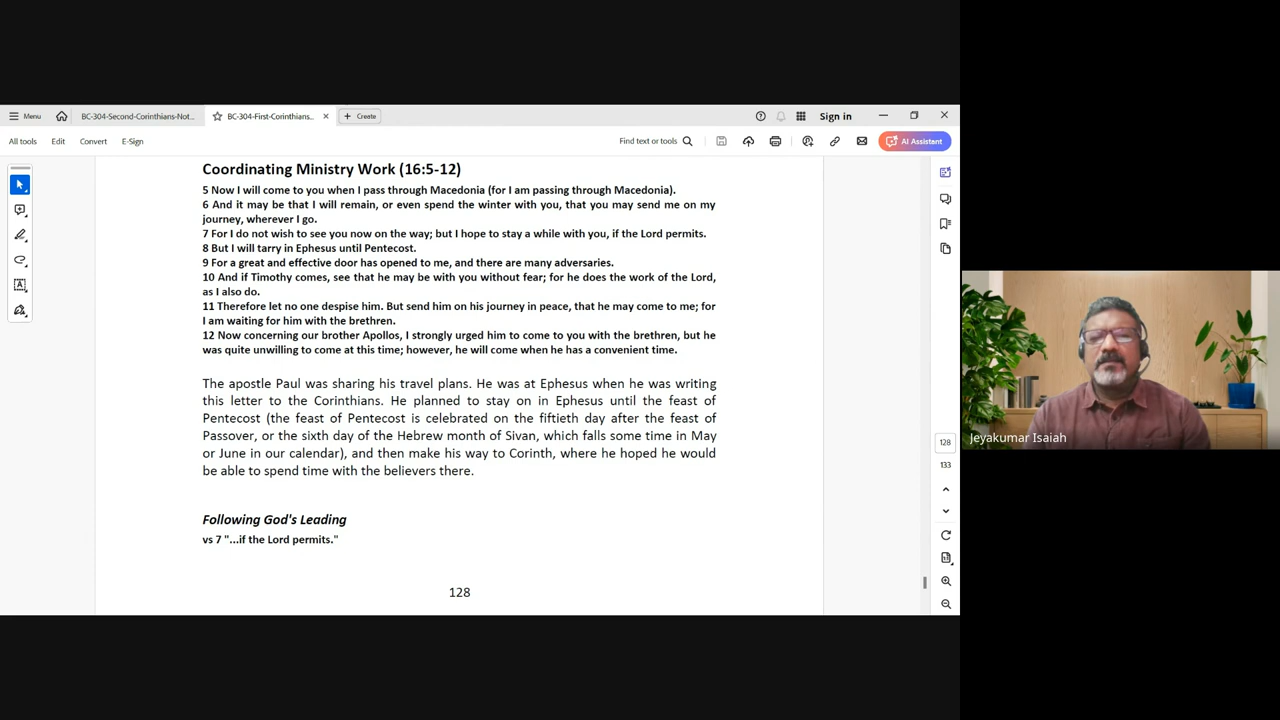 Menu
BC-304-Second-Corinthians-Not...
BC-304-First-Corinthians...
Create
Sign in
All tools
Edit
Convert
E-Sign
Find text or tools
AI Assistant
Coordinating Ministry Work (16:5-12)
5 Now I will come to you when I pass through Macedonia (for I am passing through Macedonia).
6 And it may be that I will remain, or even spend the winter with you, that you may send me on my
journey, wherever I go.
7 For I do not wish to see you now on the way; but I hope to stay a while with you, if the Lord permits.
8 But I will tarry in Ephesus until Pentecost.
9 For a great and effective door has opened to me, and there are many adversaries.
10 And if Timothy comes, see that he may be with you without fear; for he does the work of the Lord,
as I also do.
11 Therefore let no one despise him. But send him on his journey in peace, that he may come to me; for
I am waiting for him with the brethren.
12 Now concerning our brother Apollos, I strongly urged him to come to you with the brethren, but he
was quite unwilling to come at this time; however, he will come when he has a convenient time.
The apostle Paul was sharing his travel plans. He was at Ephesus when he was writing
this letter to the Corinthians. He planned to stay on in Ephesus until the feast of
Pentecost (the feast of Pentecost is celebrated on the fiftieth day after the feast of
Passover, or the sixth day of the Hebrew month of Sivan, which falls some time in May
or June in our calendar), and then make his way to Corinth, where he hoped he would
be able to spend time with the believers there.
Following God's Leading
vs 7 "...if the Lord permits."
128
128
133
Jeyakumar Isaiah